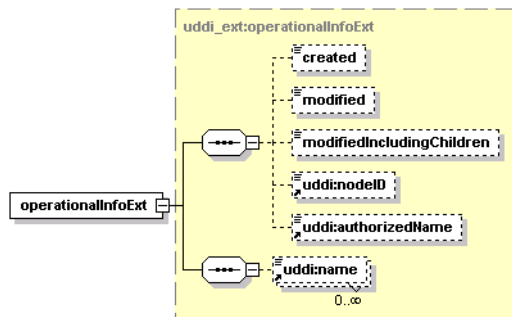 uddi_ext:operationalInfoExt
created
modified
modifiedIncludingChildren
uddi:nodeID
operationalInfoExt
uddi:authorizedName
uddi:name
0..∞